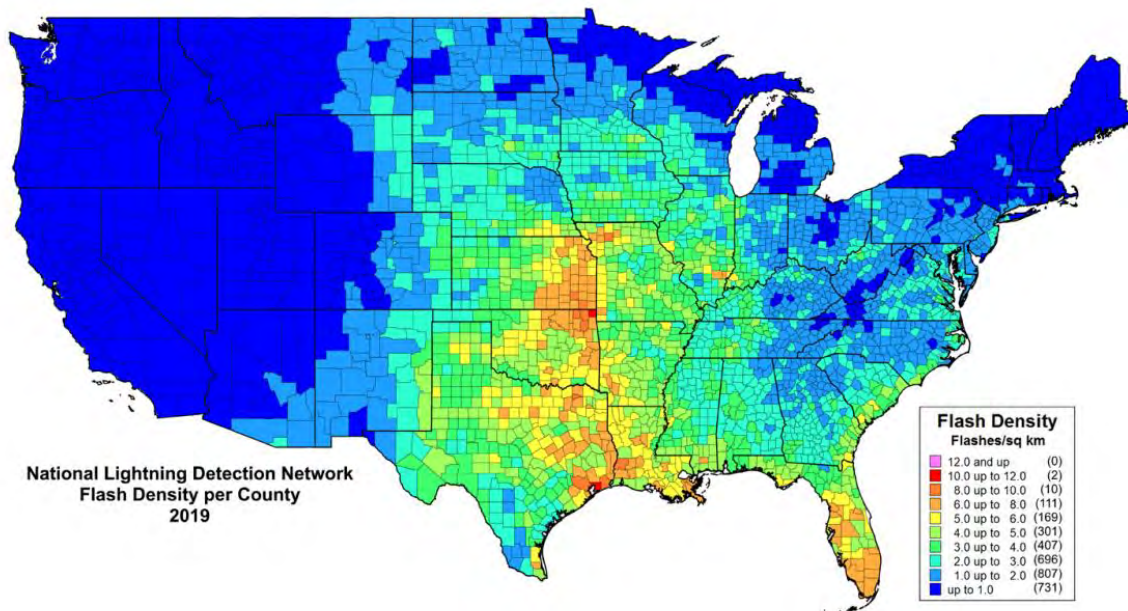 National Lightning Detection Network
Flash Density per County
2019
Flash Density
Flashes/sq km
12.0 and up (0)
10.0 up to 12.0 (2)
8.0 up to 10.0 (10)
6.0 up to 8.0 (111)
5.0 up to 6.0 (169)
4.0 up to 5.0 (301)
3.0 up to 4.0 (407)
2.0 up to 3.0 (696)
1.0 up to 2.0 (807)
up to 1.0 (731)